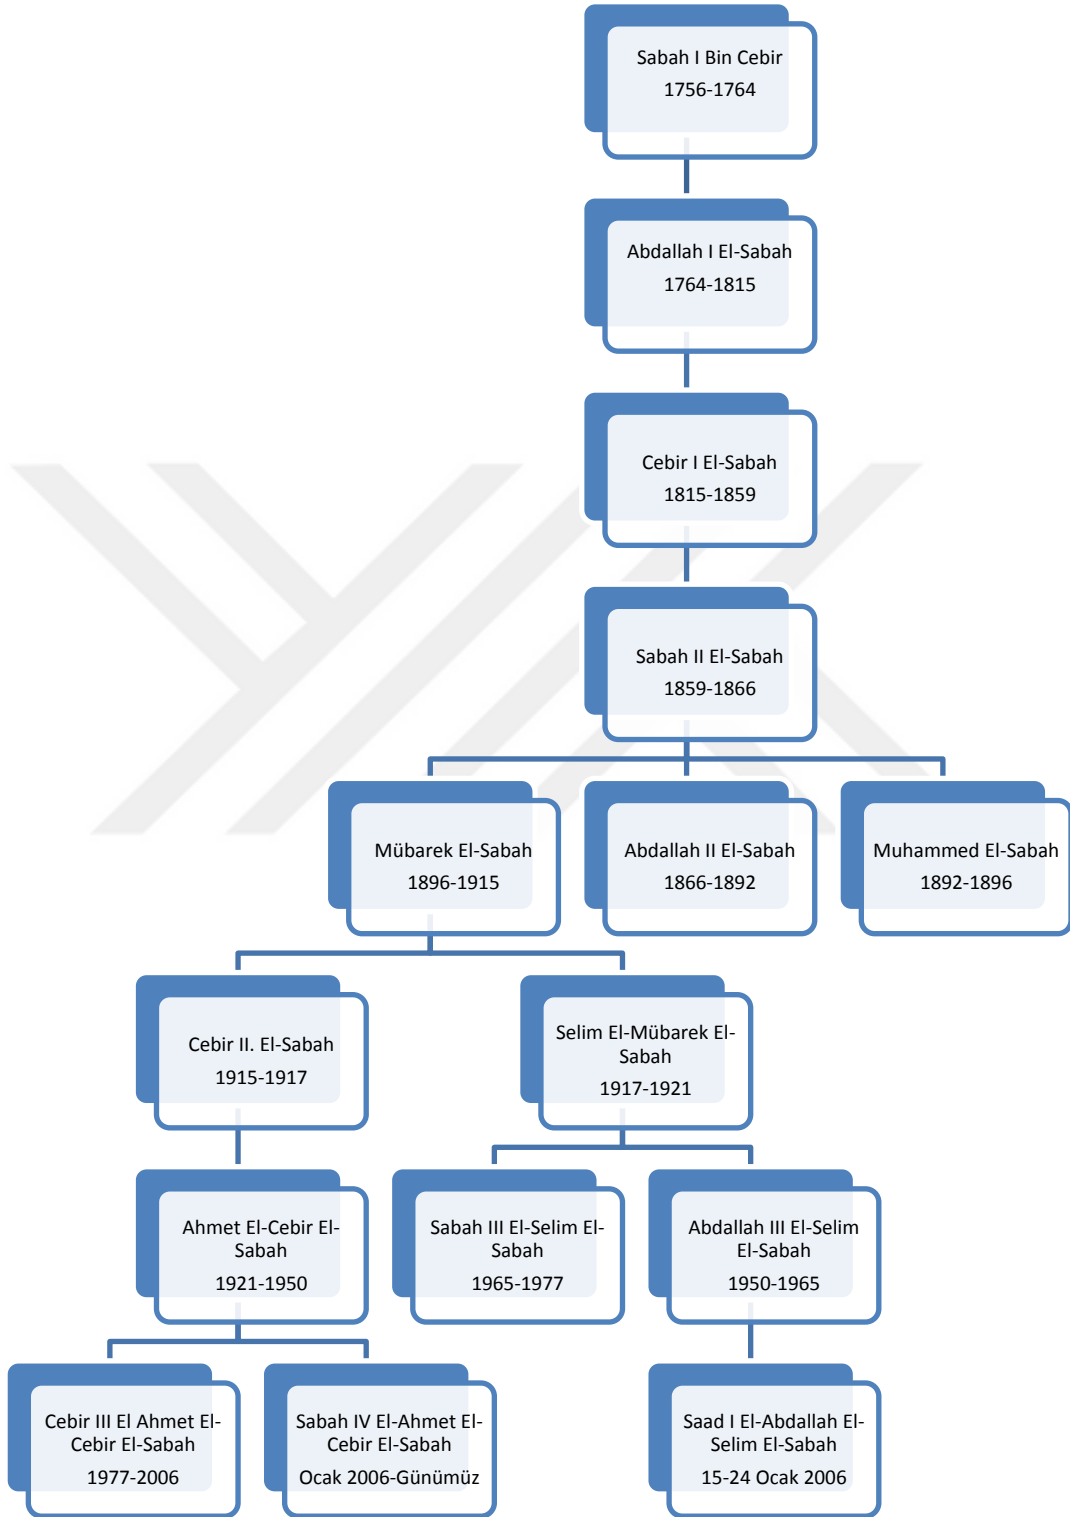 Sabah I Bin Cebir
1756-1764
Abdallah I El-Sabah
1764-1815
Cebir I El-Sabah
1815-1859
Sabah II El-Sabah
1859-1866
Mübarek El-Sabah
1896-1915
Abdallah II El-Sabah
1866-1892
Muhammed El-Sabah
1892-1896
Cebir II. El-Sabah
1915-1917
Selim El-Mübarek El-
Sabah
1917-1921
Ahmet El-Cebir El-
Sabah
1921-1950
Sabah III El-Selim El-
Sabah
1965-1977
Abdallah III El-Selim
El-Sabah
1950-1965
Cebir III El Ahmet El-
Cebir El-Sabah
1977-2006
Sabah IV El-Ahmet El-
Cebir El-Sabah
Ocak 2006-Günümüz
Saad I El-Abdallah El-
Selim El-Sabah
15-24 Ocak 2006